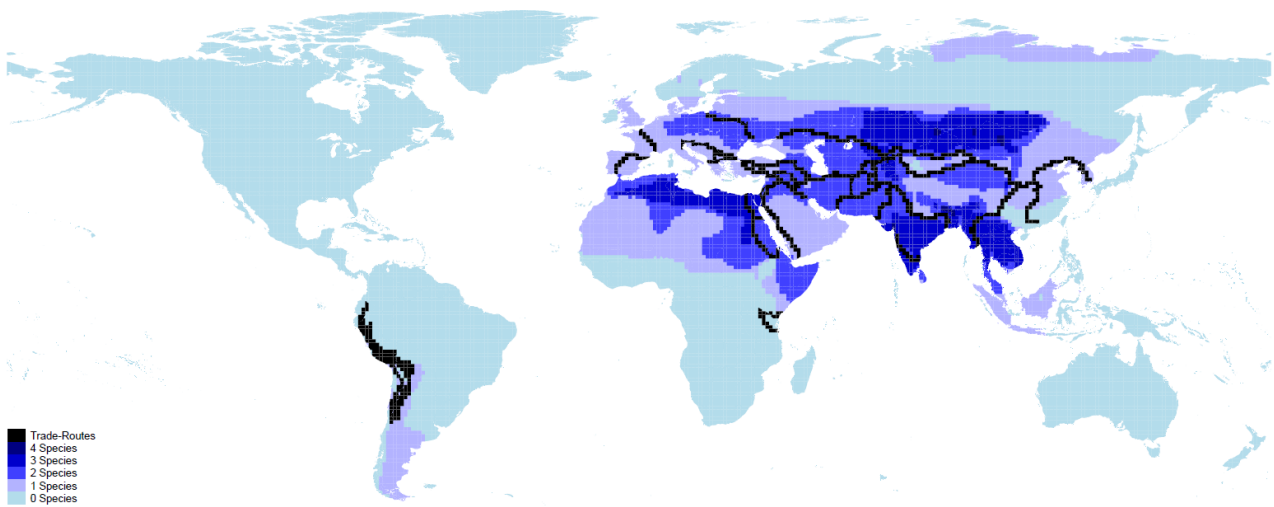 Trade-Routes
4 Species
3 Species
2 Species
1 Species
0 Species